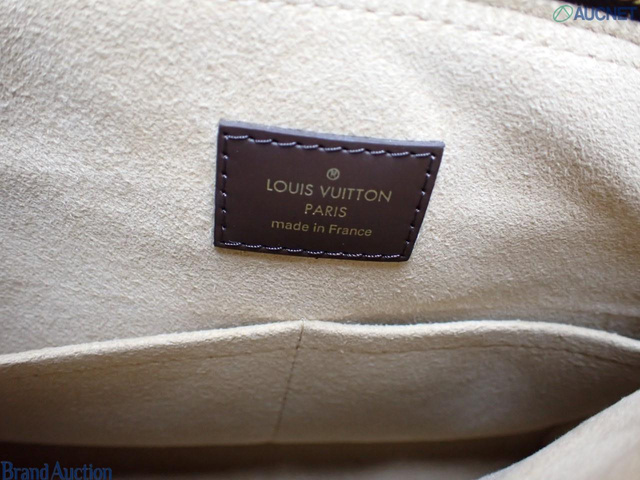 AUCNET
®
LOUIS VUITTON
PARIS
made in France
Brand Auction